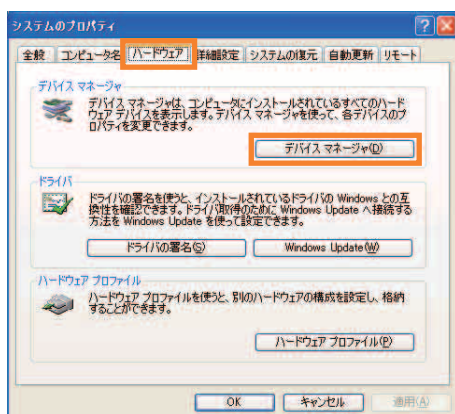 システムのプロパティ
全般 コンピュータ名 ハードウェア 詳細設定 システムの復元 自動更新 リモート
デバイス マネージャ
デバイス マネージャは、コンピュータにインストールされているすべてのハード
ウェア デバイスを表示します。デバイス マネージャを使って、各デバイスのプ
ロパティを変更できます。
デバイス マネージャ(D)
ドライバ
ドライバの署名を使うと、インストールされているドライバの Windows との互
換性を確認できます。ドライバ取得のために Windows Update へ接続する
方法を Windows Update を使って設定できます。
ドライバの署名(S) Windows Update(W)
ハードウェア プロファイル
ハードウェア プロファイルを使うと、別のハードウェアの構成を設定し、格納
することができます。
ハードウェア プロファイル(P)
OK キャンセル 適用(A)